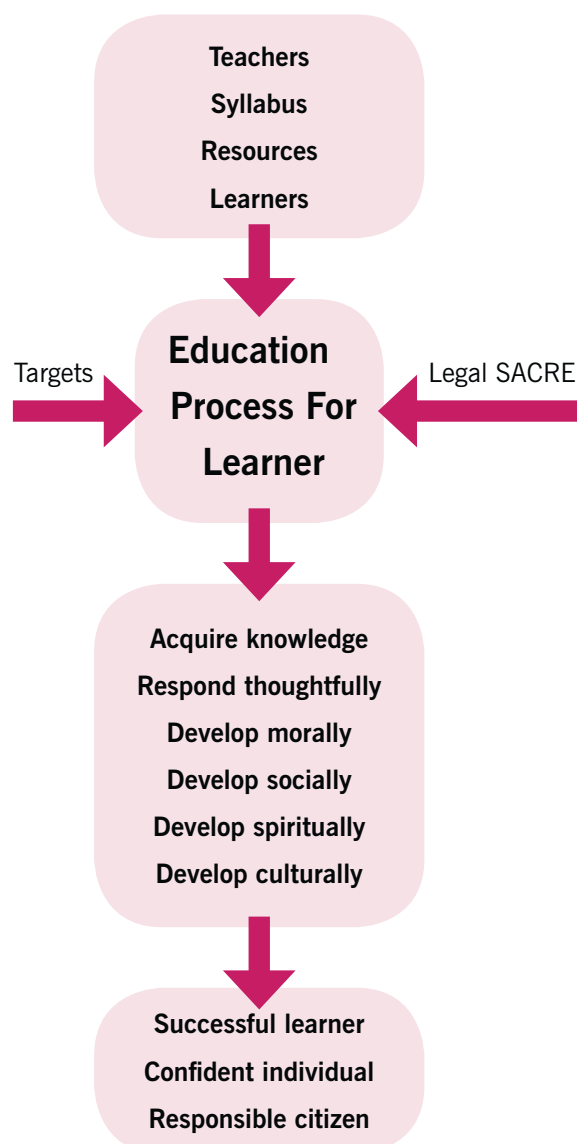 Teachers
Syllabus
Resources
Learners
Targets
Legal SACRE
Education
Process For
Learner
Acquire knowledge
Respond thoughtfully
Develop morally
Develop socially
Develop spiritually
Develop culturally
Successful learner
Confident individual
Responsible citizen